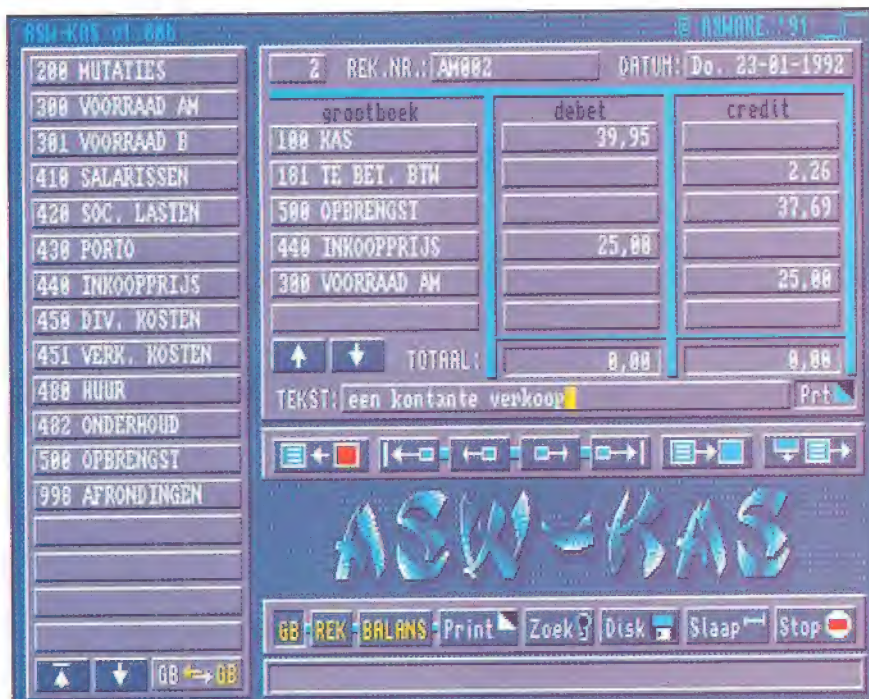 ASW-KAS v1.00b
© ASWARE '91
200 MUTATIES
300 VOORRAAD AM
301 VOORRAAD B
410 SALARISSEN
420 SOC. LASTEN
430 PORTO
440 INKOOPPRIJS
450 DIV. KOSTEN
451 VERK. KOSTEN
480 HUUR
482 ONDERHOUD
500 OPBRENGST
998 AFRONDINGEN
GB GB
2 REK.NR.: AM002 DATUM: Do. 23-01-1992
grootboek debet credit
100 KAS 39,95
181 TE BET. BTW 2,26
500 OPBRENGST 37,69
440 INKOOPPRIJS 25,00
300 VOORRAAD AM 25,00
TOTAAL: 0,00 0,00
TEKST: een kontante verkoop Prt
ASW-KAS
GB REK BALANS Print Zoek Disk Slaap Stop